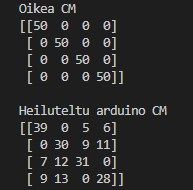 Oikea CM
[[50  0  0  0]
 [ 0 50  0  0]
 [ 0  0 50  0]
 [ 0  0  0 50]]

Heiluteltu arduino CM
[[39  0  5  6]
 [ 0 30  9 11]
 [ 7 12 31  0]
 [ 9 13  0 28]]